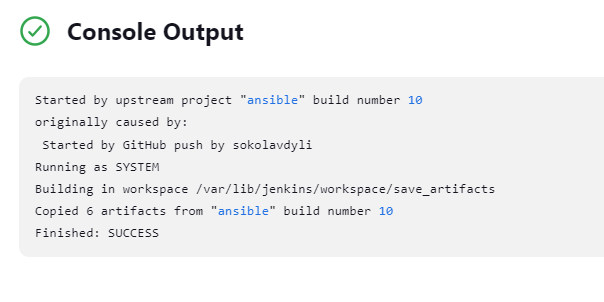 Console Output
Started by upstream project "ansible" build number 10
originally caused by:
Started by GitHub push by sokolavdyli
Running as SYSTEM
Building in workspace /var/lib/jenkins/workspace/save_artifacts
Copied 6 artifacts from "ansible" build number 10
Finished: SUCCESS